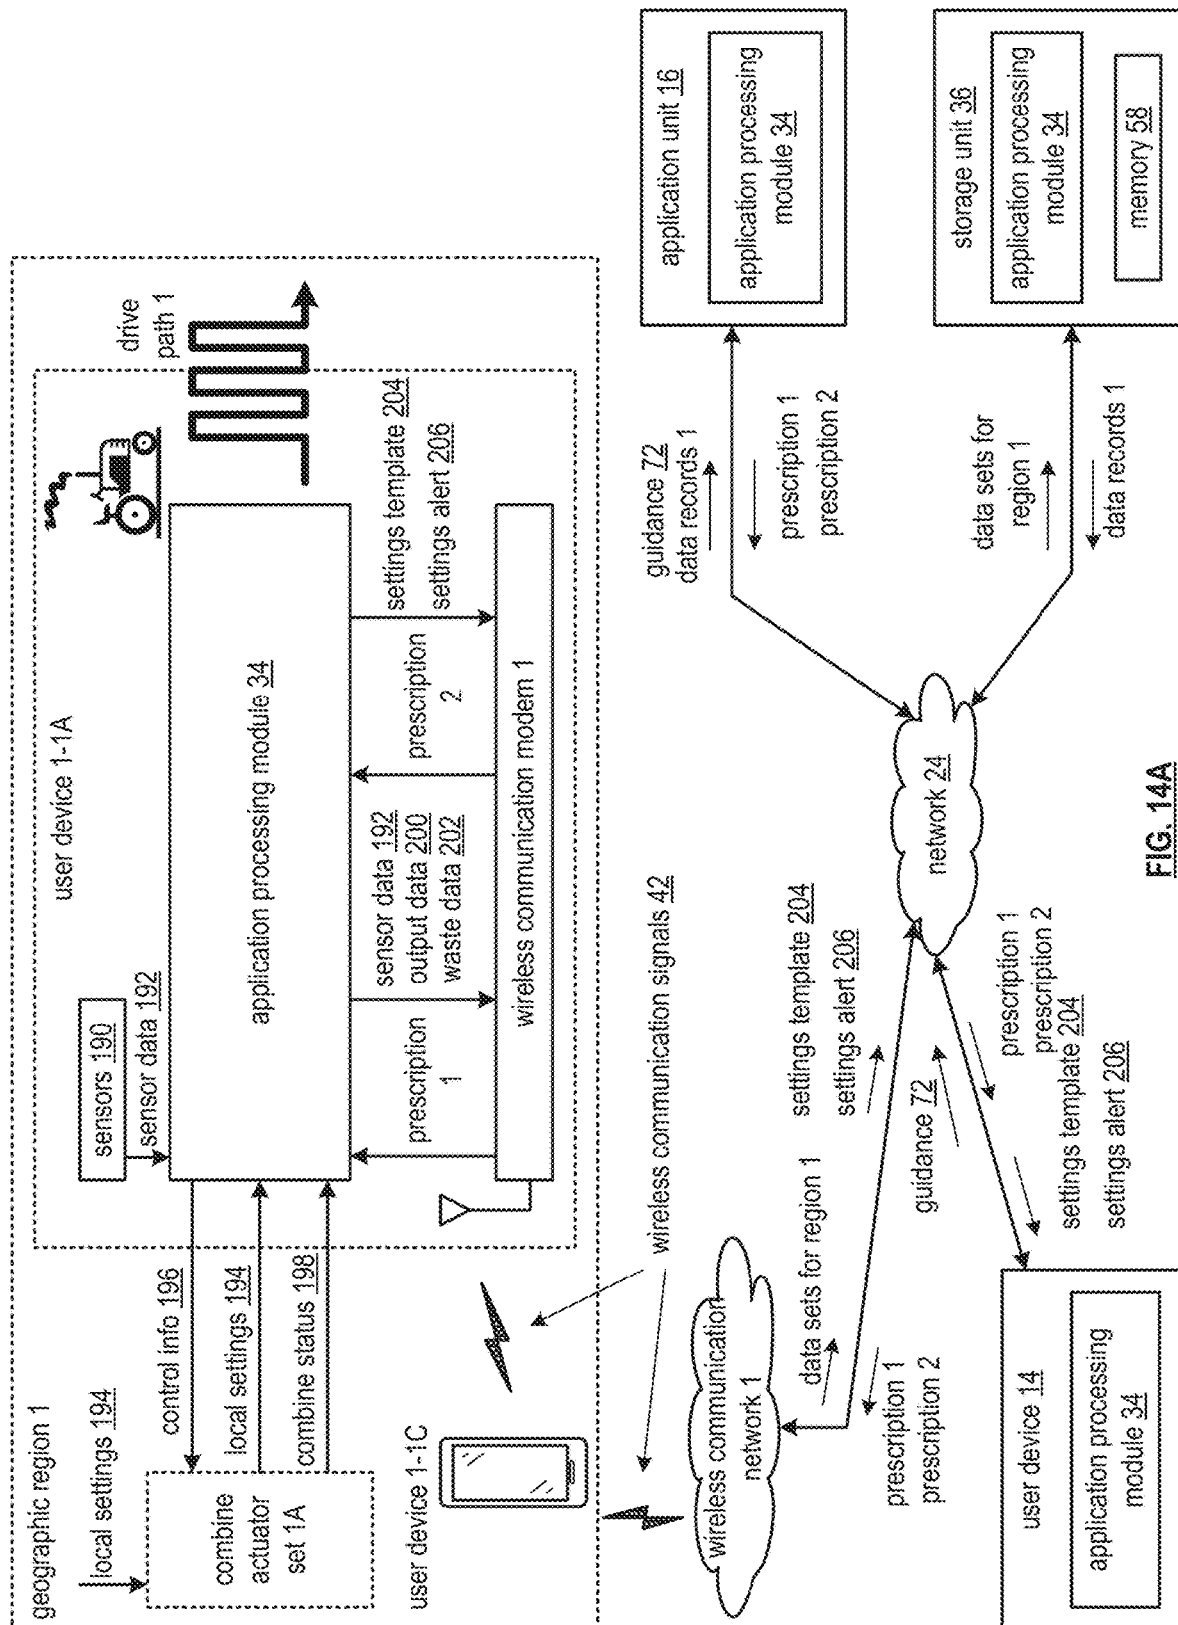 geographic region 1
local settings 194
combine
actuator
set 1A
control info 196
local settings 194
combine status 198
user device 1-1A
sensors 190
sensor data 192
application processing module 34
drive
path 1
prescription
1
sensor data 192
output data 200
waste data 202
prescription
2
settings template 204
settings alert 206
wireless communication modem 1
user device 1-1C
wireless communication signals 42
wireless communication
network 1
data sets for region 1
prescription 1
prescription 2
settings template 204
settings alert 206
guidance 72
prescription 1
prescription 2
settings template 204
settings alert 206
user device 14
application processing
module 34
network 24
guidance 72
data records 1
prescription 1
prescription 2
application unit 16
application processing
module 34
data sets for
region 1
data records 1
storage unit 36
application processing
module 34
memory 58
FIG. 14A